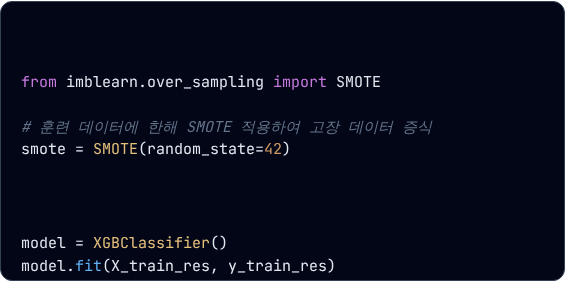 from imblearn.over_sampling import SMOTE
# 훈련 데이터에 한해 SMOTE 적용하여 고장 데이터 증식
smote = SMOTE(random_state=42)
model = XGBClassifier()
model.fit(X_train_res, y_train_res)